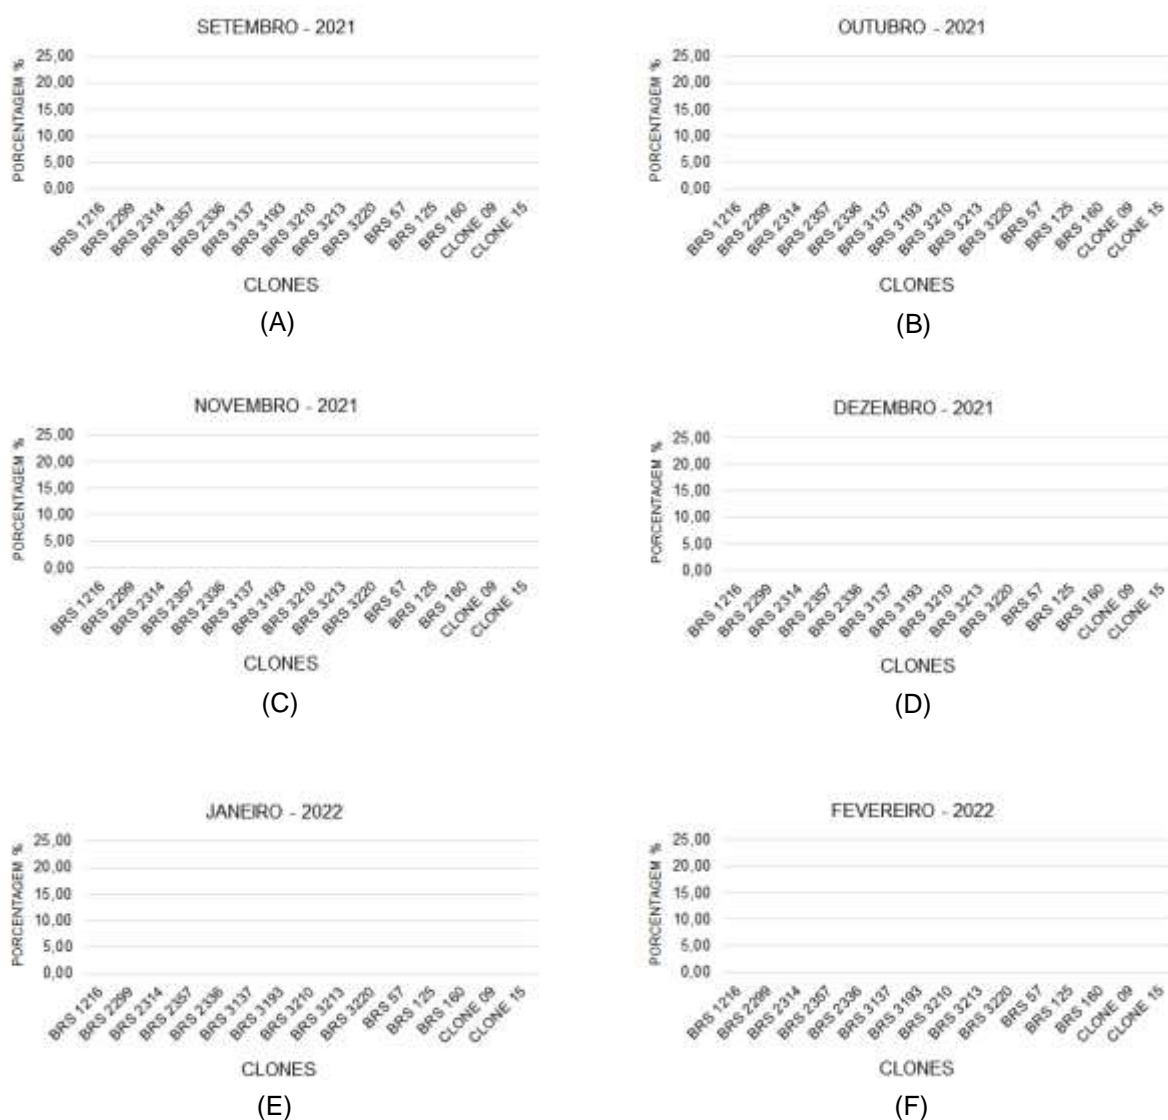 SETEMBRO - 2021
PORCENTAGEM %
25,00
20,00
15,00
10,00
5,00
0,00
BRS 1216
BRS 2299
BRS 2314
BRS 2357
BRS 2336
BRS 3137
BRS 3193
BRS 3210
BRS 3213
BRS 3220
BRS 57
BRS 125
BRS 160
CLONE 09
CLONE 15
CLONES
(A)
OUTUBRO - 2021
PORCENTAGEM %
25,00
20,00
15,00
10,00
5,00
0,00
BRS 1216
BRS 2299
BRS 2314
BRS 2357
BRS 2336
BRS 3137
BRS 3193
BRS 3210
BRS 3213
BRS 3220
BRS 57
BRS 125
BRS 160
CLONE 09
CLONE 15
CLONES
(B)
NOVEMBRO - 2021
PORCENTAGEM %
25,00
20,00
15,00
10,00
5,00
0,00
BRS 1216
BRS 2299
BRS 2314
BRS 2357
BRS 2336
BRS 3137
BRS 3193
BRS 3210
BRS 3213
BRS 3220
BRS 57
BRS 125
BRS 160
CLONE 09
CLONE 15
CLONES
(C)
DEZEMBRO - 2021
PORCENTAGEM %
25,00
20,00
15,00
10,00
5,00
0,00
BRS 1216
BRS 2299
BRS 2314
BRS 2357
BRS 2336
BRS 3137
BRS 3193
BRS 3210
BRS 3213
BRS 3220
BRS 57
BRS 125
BRS 160
CLONE 09
CLONE 15
CLONES
(D)
JANEIRO - 2022
PORCENTAGEM %
25,00
20,00
15,00
10,00
5,00
0,00
BRS 1216
BRS 2299
BRS 2314
BRS 2357
BRS 2336
BRS 3137
BRS 3193
BRS 3210
BRS 3213
BRS 3220
BRS 57
BRS 125
BRS 160
CLONE 09
CLONE 15
CLONES
(E)
FEVEREIRO - 2022
PORCENTAGEM %
25,00
20,00
15,00
10,00
5,00
0,00
BRS 1216
BRS 2299
BRS 2314
BRS 2357
BRS 2336
BRS 3137
BRS 3193
BRS 3210
BRS 3213
BRS 3220
BRS 57
BRS 125
BRS 160
CLONE 09
CLONE 15
CLONES
(F)